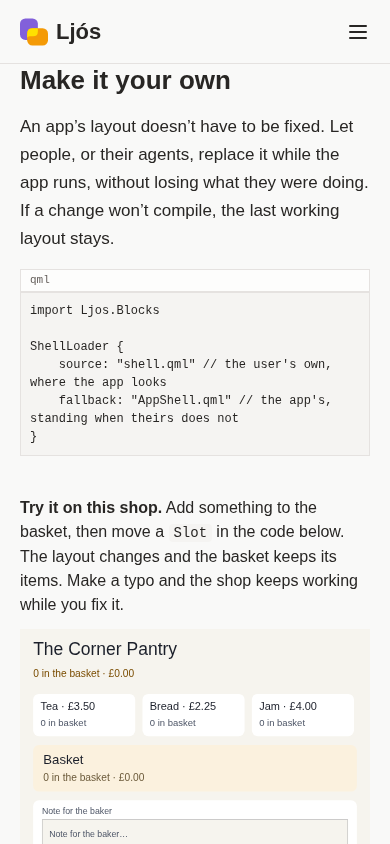 Ljós
Make it your own
An app’s layout doesn’t have to be fixed. Let
people, or their agents, replace it while the
app runs, without losing what they were doing.
If a change won’t compile, the last working
layout stays.
qml
import Ljos.Blocks
ShellLoader {
    source: "shell.qml" // the user's own,
where the app looks
    fallback: "AppShell.qml" // the app's,
standing when theirs does not
}
Try it on this shop. Add something to the
basket, then move a Slot in the code below.
The layout changes and the basket keeps its
items. Make a typo and the shop keeps working
while you fix it.
The Corner Pantry
0 in the basket · £0.00
Tea · £3.50
0 in basket
Bread · £2.25
0 in basket
Jam · £4.00
0 in basket
Basket
0 in the basket · £0.00
Note for the baker
Note for the baker…